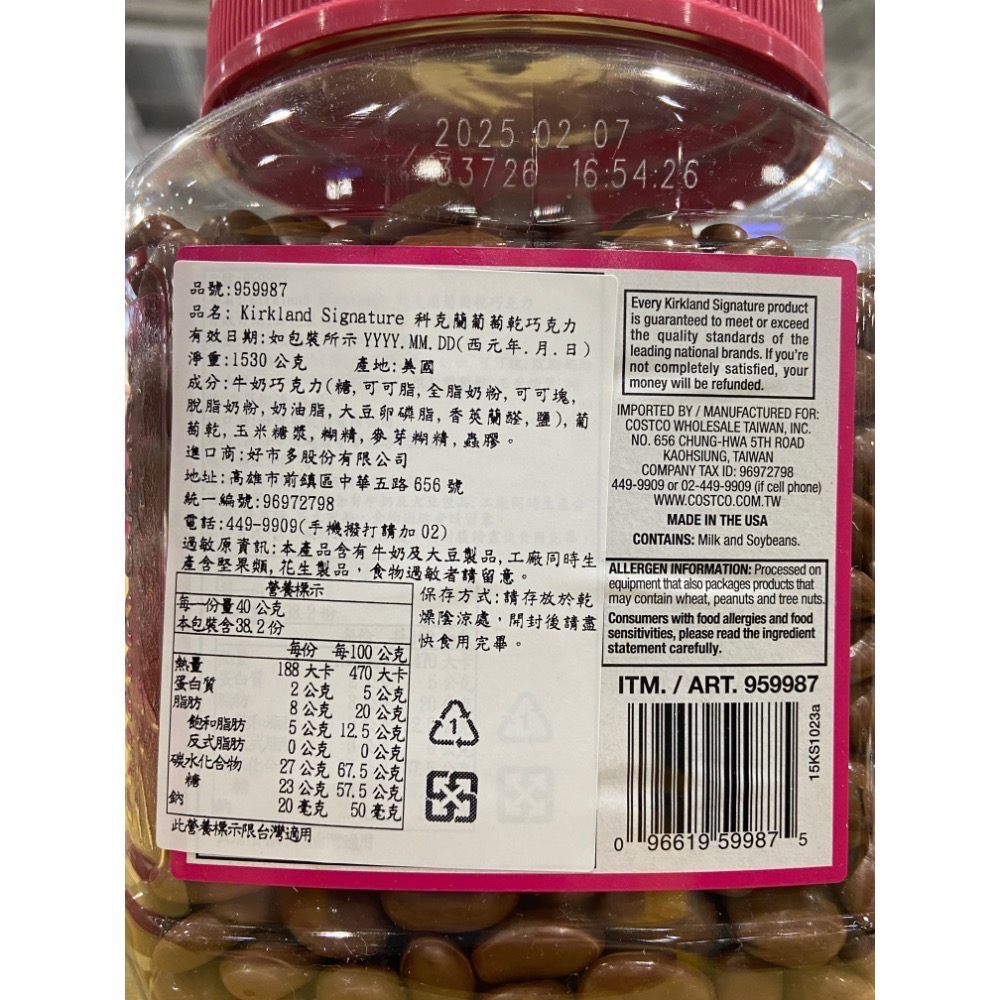 2025 02 07
33726 16:54:26
品號:959987
品名: Kirkland Signature 科克蘭葡萄乾巧克力
有效日期:如包裝所示 YYYY.MM.DD(西元年.月.日)
淨重:1530 公克 產地:美國
成分:牛奶巧克力(糖,可可脂,全脂奶粉,可可塊,
脫脂奶粉,奶油脂,大豆卵磷脂,香莢蘭醛,鹽),葡
萄乾,玉米糖漿,糊精,麥芽糊精,蟲膠。
進口商:好市多股份有限公司
地址:高雄市前鎮區中華五路 656 號
統一編號:96972798
電話:449-9909(手機撥打請加 02)
過敏原資訊:本產品含有牛奶及大豆製品,工廠同時生
產含堅果類,花生製品,食物過敏者請留意。
營養標示
每一份量40 公克
本包裝含38.2份
每份 每100 公克
熱量 188 大卡 470 大卡
蛋白質 2 公克 5 公克
脂肪 8 公克 20 公克
飽和脂肪 5 公克 12.5 公克
反式脂肪 0 公克 0 公克
碳水化合物 27 公克 67.5 公克
糖 23 公克 57.5 公克
鈉 20 毫克 50 毫克
此營養標示限台灣適用
保存方式:請存放於乾
燥陰涼處,開封後請盡
快食用完畢。
1
Every Kirkland Signature product
is guaranteed to meet or exceed
the quality standards of the
leading national brands. If you're
not completely satisfied, your
money will be refunded.
IMPORTED BY / MANUFACTURED FOR:
COSTCO WHOLESALE TAIWAN, INC.
NO. 656 CHUNG-HWA 5TH ROAD
KAOHSIUNG, TAIWAN
COMPANY TAX ID: 96972798
449-9909 or 02-449-9909 (if cell phone)
WWW.COSTCO.COM.TW
MADE IN THE USA
CONTAINS: Milk and Soybeans.
ALLERGEN INFORMATION: Processed on
equipment that also packages products that
may contain wheat, peanuts and tree nuts.
Consumers with food allergies and food
sensitivities, please read the ingredient
statement carefully.
ITM. / ART. 959987
15KS1023a
0 96619 59987 5